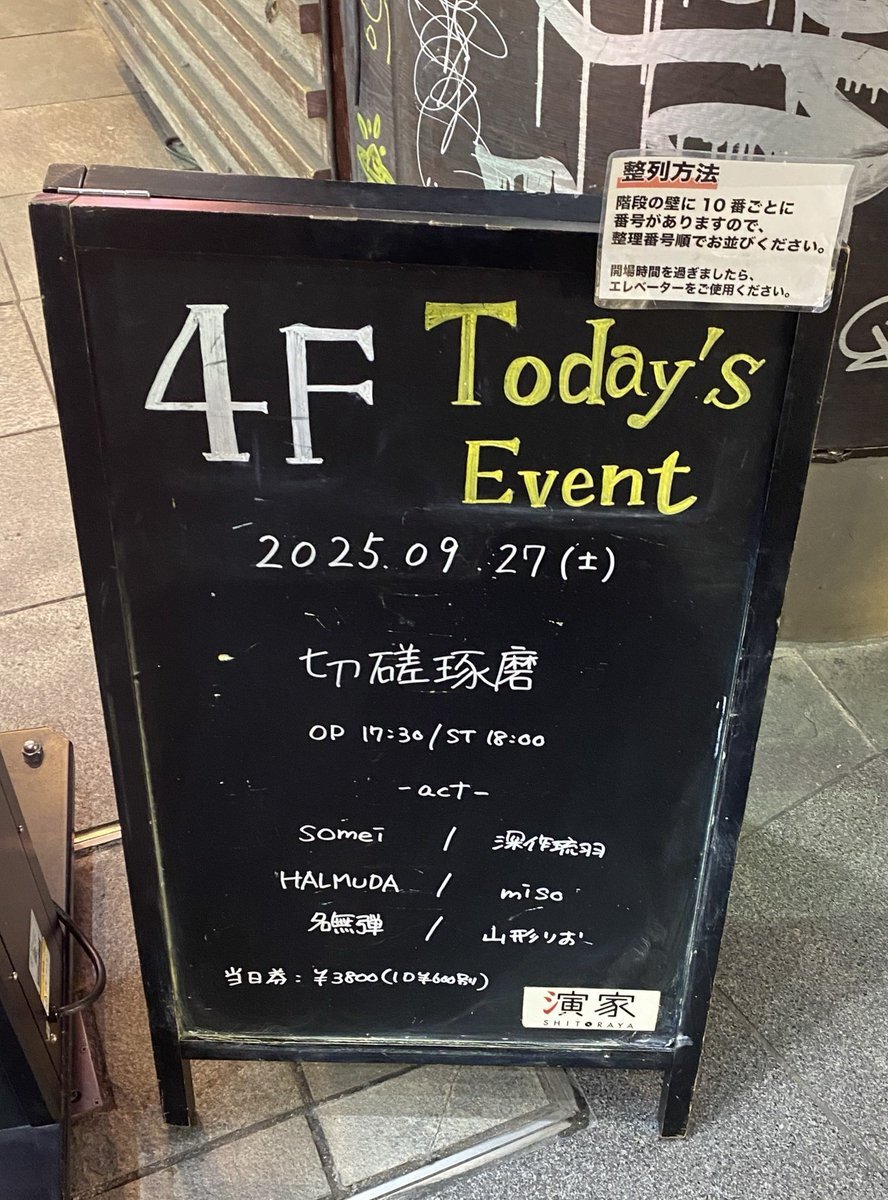 整列方法
階段の壁に 10 番ごとに
番号がありますので、
整理番号順でお並びください。
開場時間を過ぎましたら、
エレベーターをご使用ください。
4F Today's
Event
2025.09.27(土)
切磋琢磨
OP 17:30/ST 18:00
-act-
somei / 深作琉羽
HALMUDA / miso
名無弾 / 山形りお
当日券:¥3800(1D¥600別)
演家
SHITORAYA